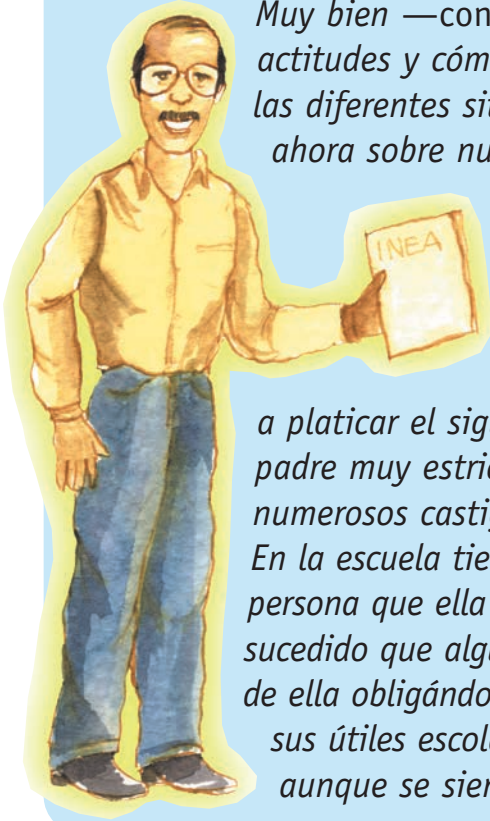 Muy bien —con
actitudes y cóm
las diferentes sit
ahora sobre nu
INEA
a platicar el sig
padre muy estric
numerosos casti
En la escuela tie
persona que ella
sucedido que alg
de ella obligándo
sus útiles escol
aunque se sien